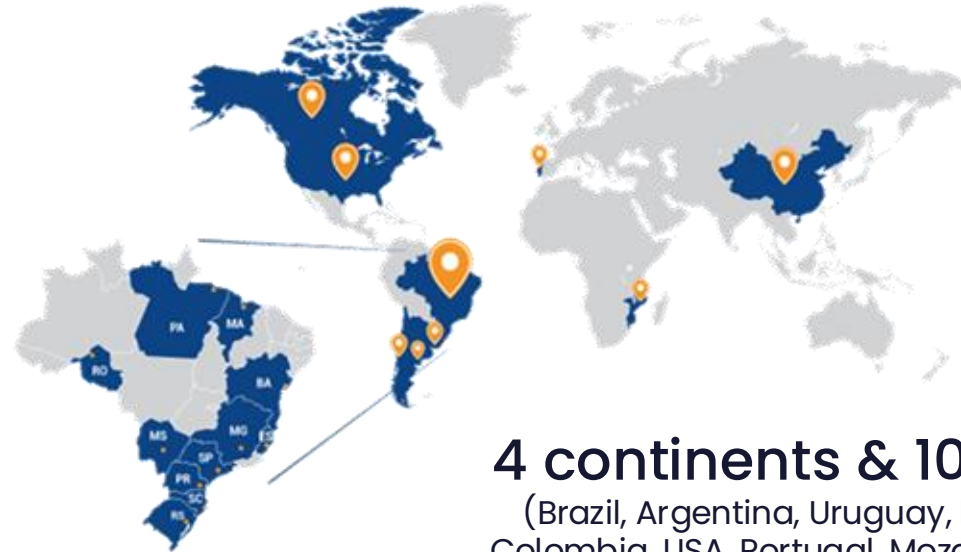 PA
MA
RO
BA
MS
MG
ES
SP
PR
SC
RS
4 continents & 10
(Brazil, Argentina, Uruguay,
Colombia, USA, Portugal,